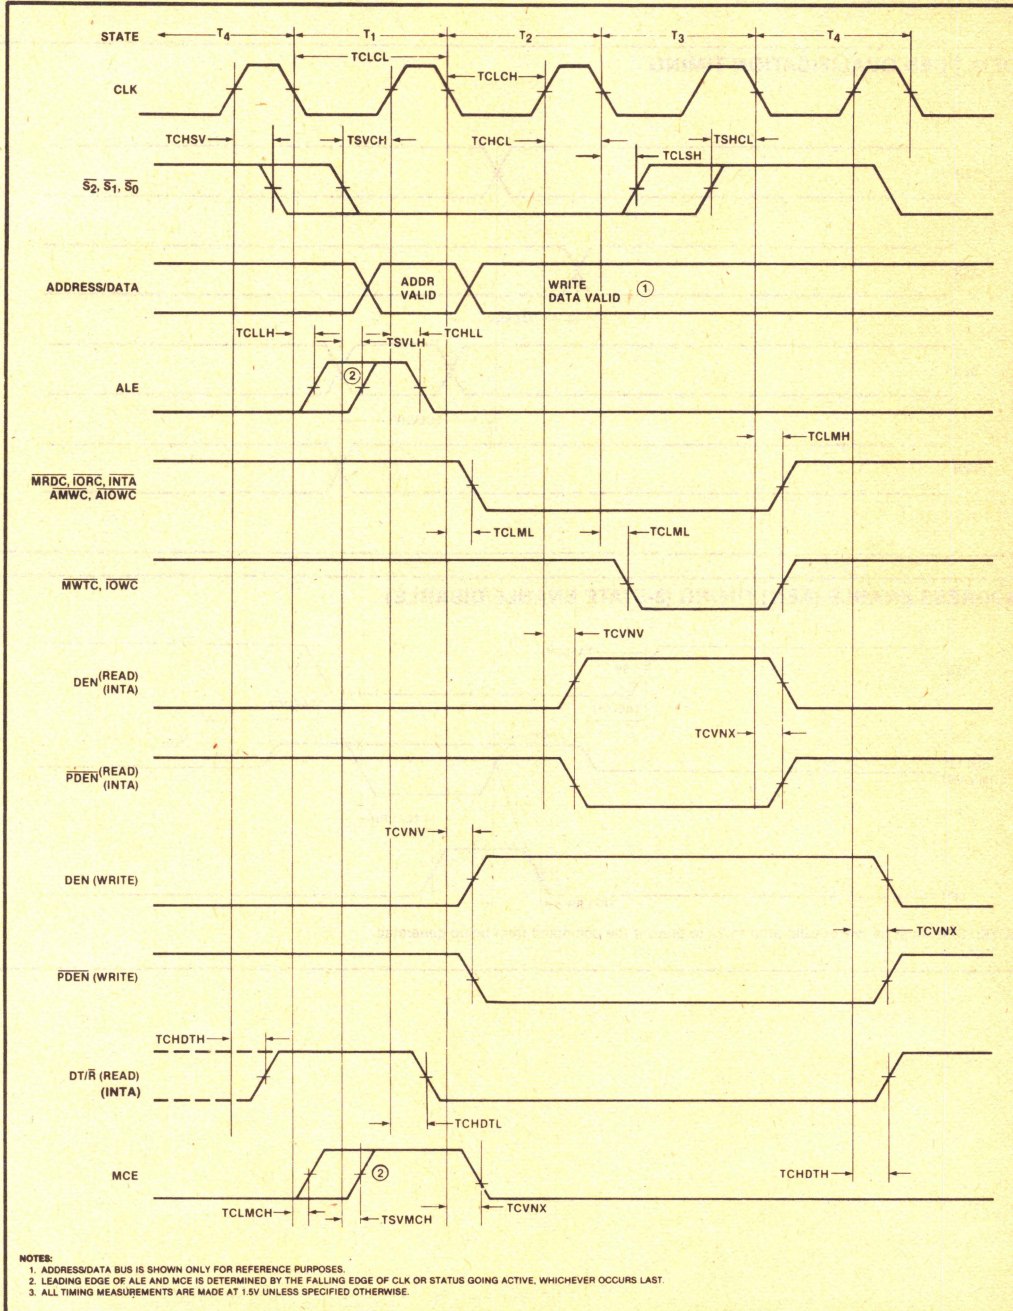 STATE T4 T1 T2 T3 T4
TCLCL
TCLCH
CLK
TCHSV TSVCH TCHCL TSHCL
TCLSH
S2, S1, S0
ADDRESS/DATA ADDR VALID WRITE DATA VALID 1
TCLLH TCHLL
TSVLH
ALE 2
TCLMH
MRDC, IORC, INTA
AMWC, AIOWC
TCLML TCLML
MWTC, IOWC
TCVNV
DEN (READ)
(INTA)
TCVNX
PDEN (READ)
(INTA)
TCVNV
DEN (WRITE)
TCVNX
PDEN (WRITE)
TCHDTH
DT/R (READ)
(INTA)
TCHDTL
MCE 2 TCHDTH
TCLMCH TSVMCH TCVNX
NOTES:
1. ADDRESS/DATA BUS IS SHOWN ONLY FOR REFERENCE PURPOSES.
2. LEADING EDGE OF ALE AND MCE IS DETERMINED BY THE FALLING EDGE OF CLK OR STATUS GOING ACTIVE, WHICHEVER OCCURS LAST.
3. ALL TIMING MEASUREMENTS ARE MADE AT 1.5V UNLESS SPECIFIED OTHERWISE.